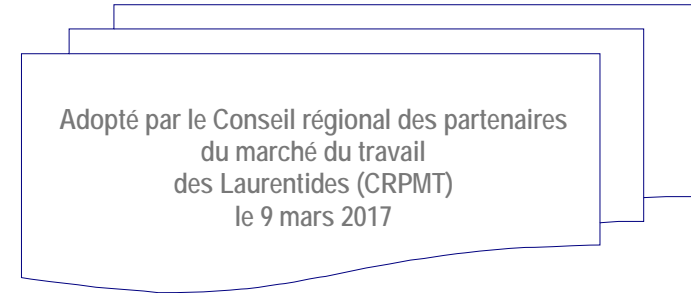 Adopté par le Conseil régional des partenaires
du marché du travail
des Laurentides (CRPMT)
le 9 mars 2017